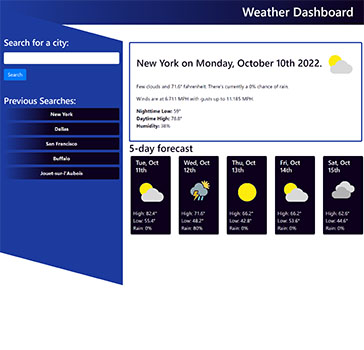 Weather Dashboard
Search for a city:
Search
Previous Searches:
New York
Dallas
San Francisco
Buffalo
Jouet-sur-l'Aubois
New York on Monday, October 10th 2022.
Few clouds and 71.6° Fahrenheit. There's currently a 0% chance of rain.
Winds are at 6.711 MPH with gusts up to 11.185 MPH.
Nighttime Low: 59°
Daytime High: 78.8°
Humidity: 38%
5-day forecast
Tue, Oct 11th
High: 82.4°
Low: 55.4°
Rain: 0%
Wed, Oct 12th
High: 71.6°
Low: 48.2°
Rain: 80%
Thu, Oct 13th
High: 66.2°
Low: 42.8°
Rain: 0%
Fri, Oct 14th
High: 66.2°
Low: 53.6°
Rain: 0%
Sat, Oct 15th
High: 62.6°
Low: 44.6°
Rain: 0%